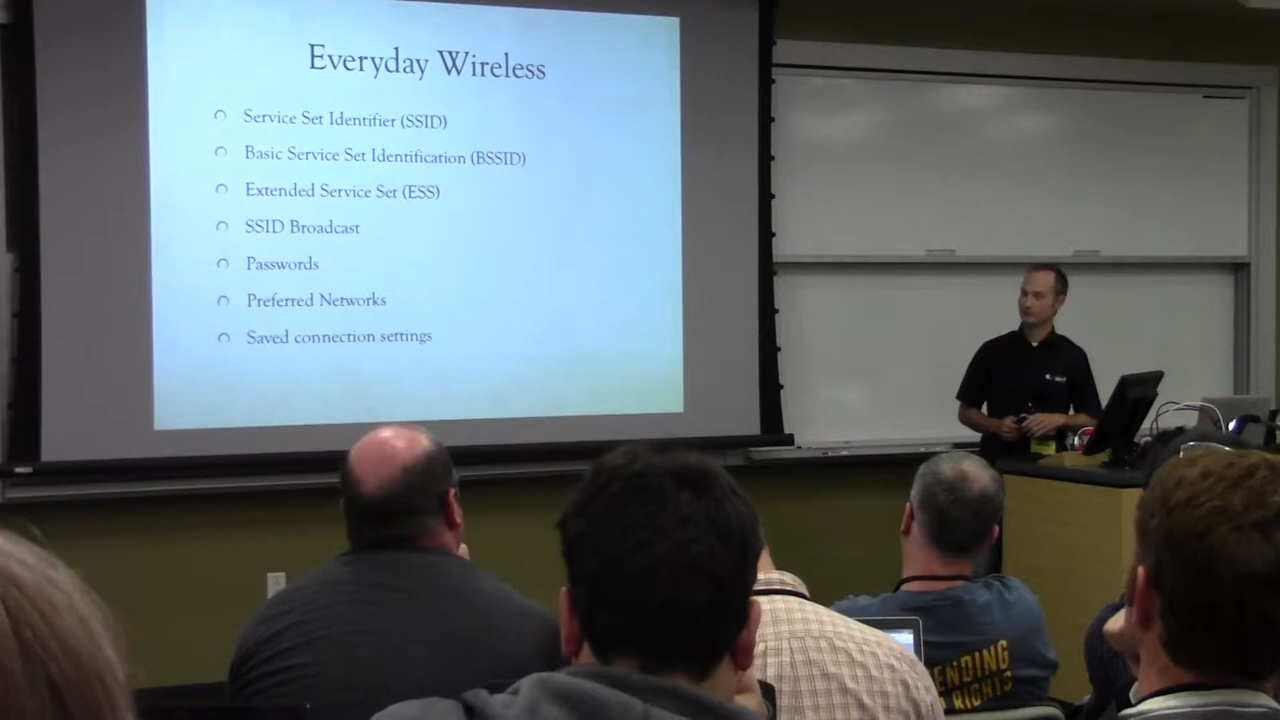 Everyday Wireless
Service Set Identifier (SSID)
Basic Service Set Identification (BSSID)
Extended Service Set (ESS)
SSID Broadcast
Passwords
Preferred Networks
Saved connection settings
ENDING
RIGHTS